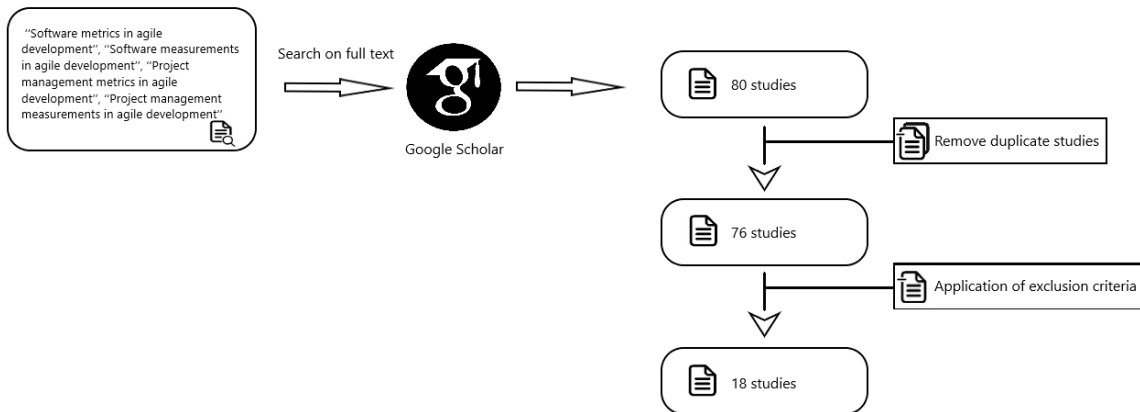 “Software metrics in agile
development”, “Software measurements
in agile development”, “Project
management metrics in agile
development”, “Project management
measurements in agile development”
Search on full text
Google Scholar
80 studies
Remove duplicate studies
76 studies
Application of exclusion criteria
18 studies